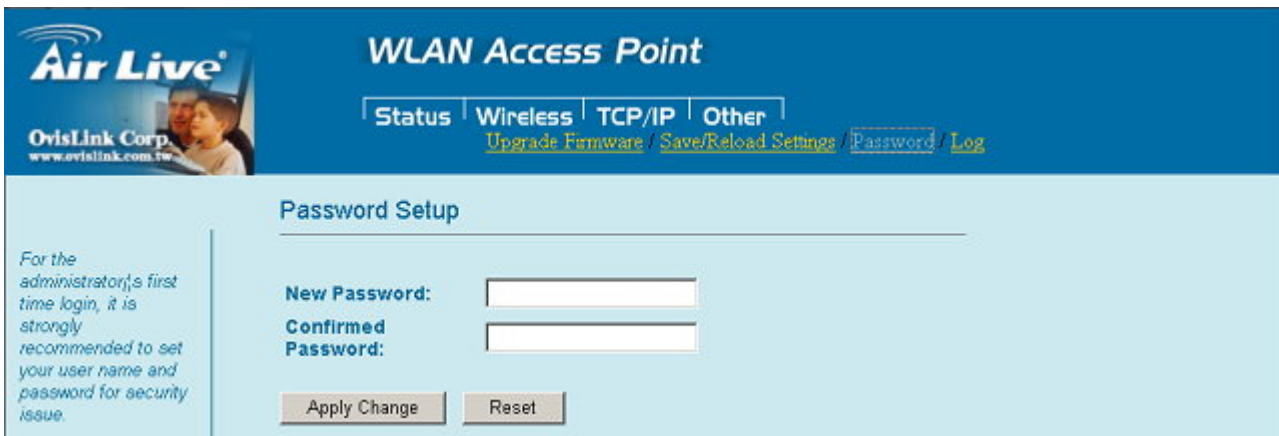 Air Live®
OvisLink Corp.
www.ovislink.com.tw
WLAN Access Point
Status Wireless TCP/IP Other
Upgrade Firmware / Save/Reload Settings / Password / Log
Password Setup
For the
administrator¡¦s first
time login, it is
strongly
recommended to set
your user name and
password for security
issue.
New Password:
Confirmed
Password:
Apply Change Reset